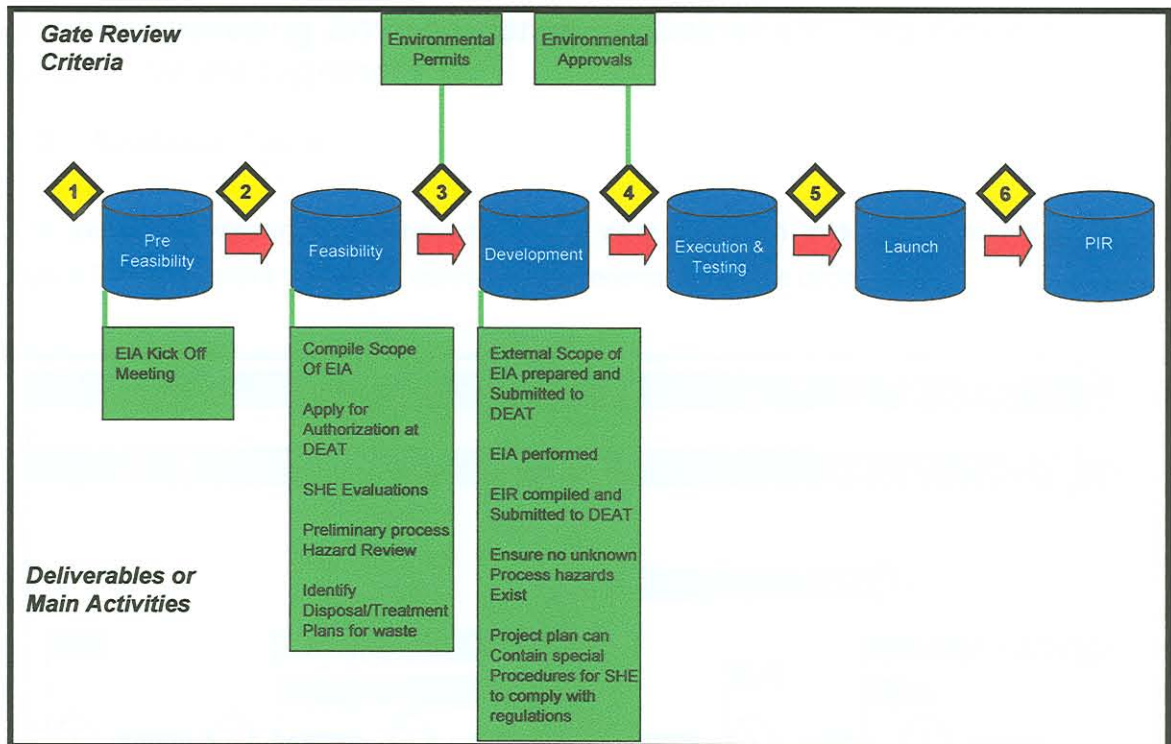 Gate Review
Criteria
Environmental
Permits
Environmental
Approvals
1
2
3
4
5
6
Pre
Feasibility
Feasibility
Development
Execution &
Testing
Launch
PIR
EIA Kick Off
Meeting
Compile Scope
Of EIA
Apply for
Authorization at
DEAT
SHE Evaluations
Preliminary process
Hazard Review
Identify
Disposal/Treatment
Plans for waste
External Scope of
EIA prepared and
Submitted to
DEAT
EIA performed
EIR compiled and
Submitted to DEAT
Ensure no unknown
Process hazards
Exist
Project plan can
Contain special
Procedures for SHE
to comply with
regulations
Deliverables or
Main Activities